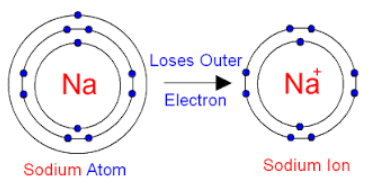 Na
Loses Outer
Electron
Na+
Sodium Atom
Sodium Ion